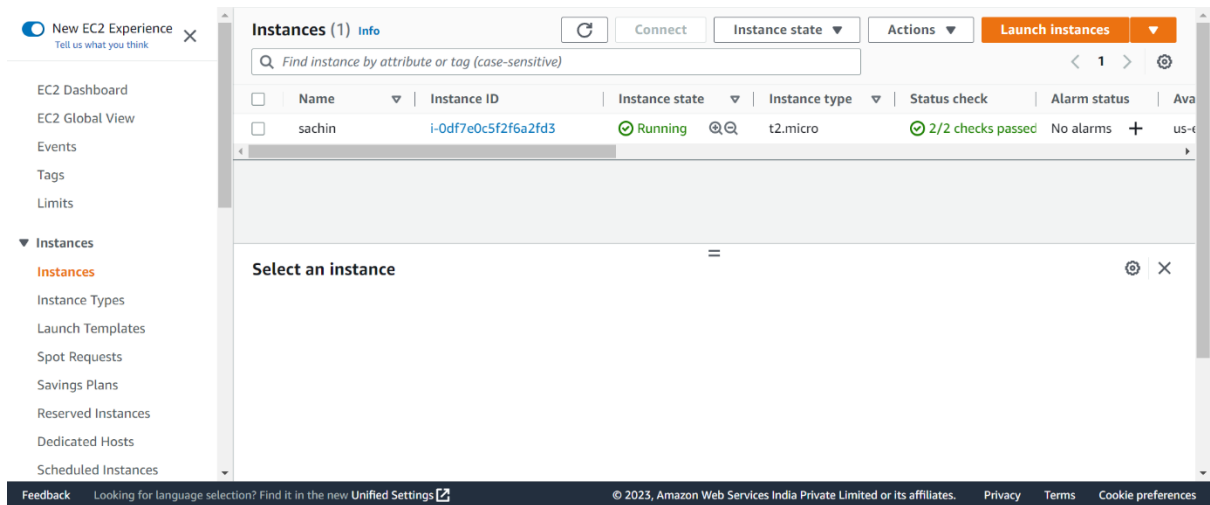 New EC2 Experience
Tell us what you think
EC2 Dashboard
EC2 Global View
Events
Tags
Limits
Instances
Instances
Instance Types
Launch Templates
Spot Requests
Savings Plans
Reserved Instances
Dedicated Hosts
Scheduled Instances
Instances (1) Info
Connect
Instance state
Actions
Launch instances
Find instance by attribute or tag (case-sensitive)
1
Name Instance ID Instance state Instance type Status check Alarm status Ava
sachin i-0df7e0c5f2f6a2fd3 Running t2.micro 2/2 checks passed No alarms us-e
Select an instance
Feedback Looking for language selection? Find it in the new Unified Settings © 2023, Amazon Web Services India Private Limited or its affiliates. Privacy Terms Cookie preferences